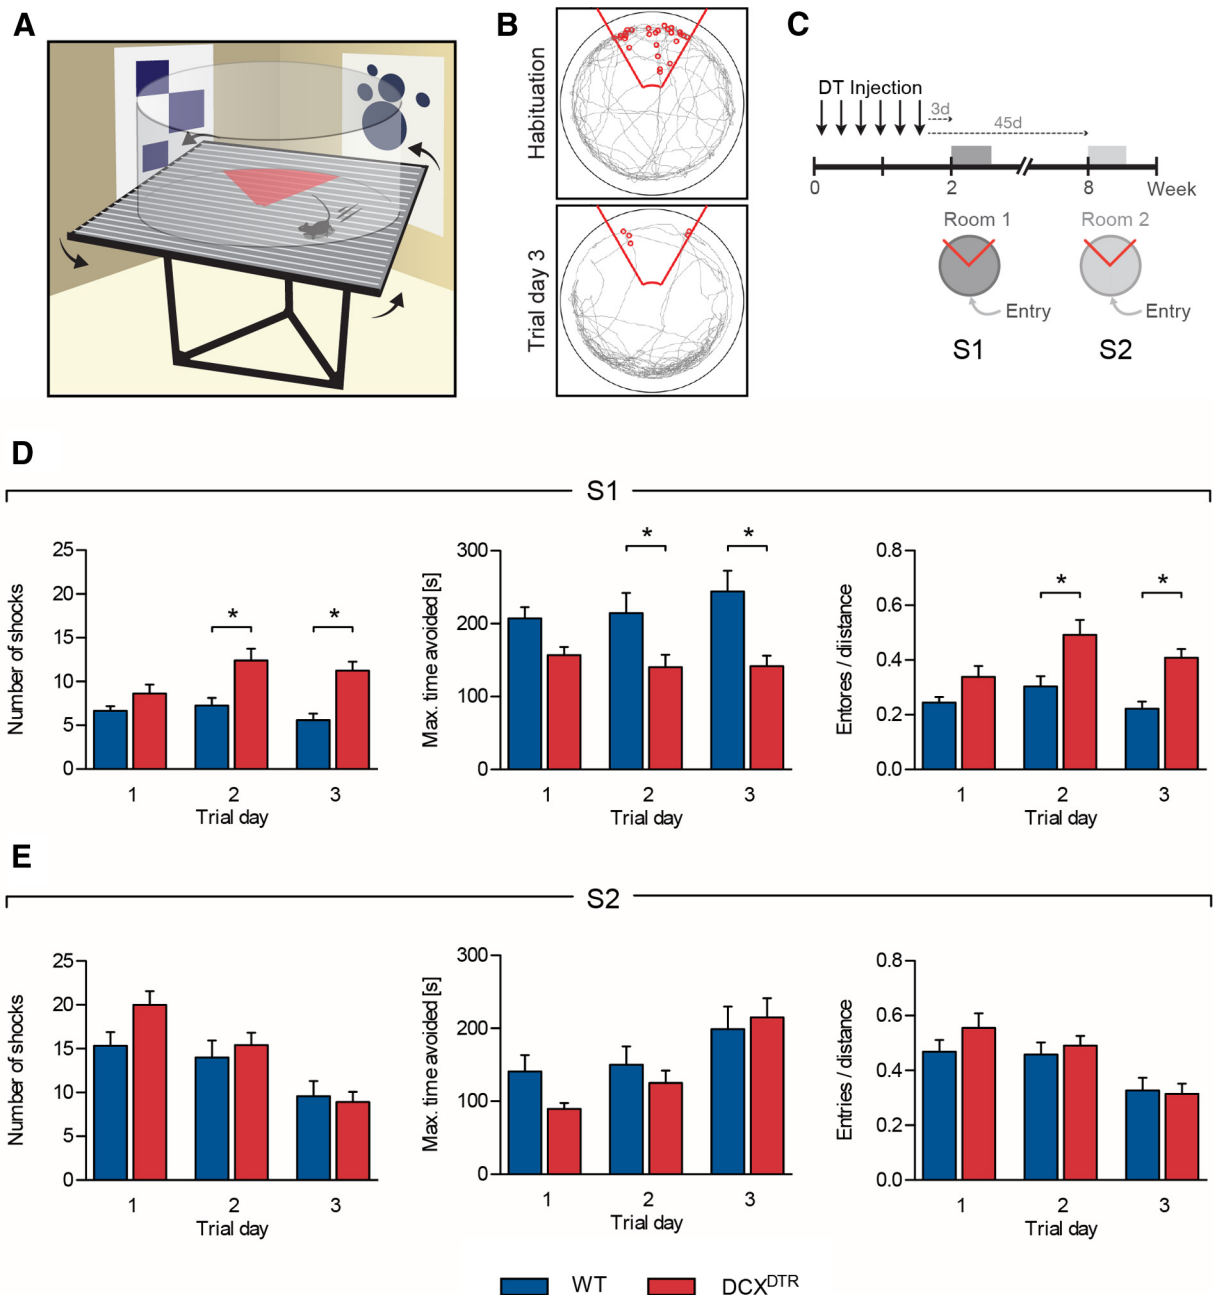 A
B
Habituation
Trial day 3
C
DT Injection
3d
45d
0
2
8
Week
Room 1
Room 2
Entry
Entry
S1
S2
D
S1
Number of shocks
25
20
15
10
5
0
*
*
1
2
3
Trial day
Max. time avoided [s]
300
200
100
0
*
*
1
2
3
Trial day
Entores / diistance
0.8
0.6
0.4
0.2
0.0
*
*
1
2
3
Trial day
E
S2
Number of shocks
25
20
15
10
5
0
1
2
3
Trial day
Max. time avoided [s]
300
200
100
0
1
2
3
Trial day
Entries / distance
0.8
0.6
0.4
0.2
0.0
1
2
3
Trial day
WT
DCX^DTR